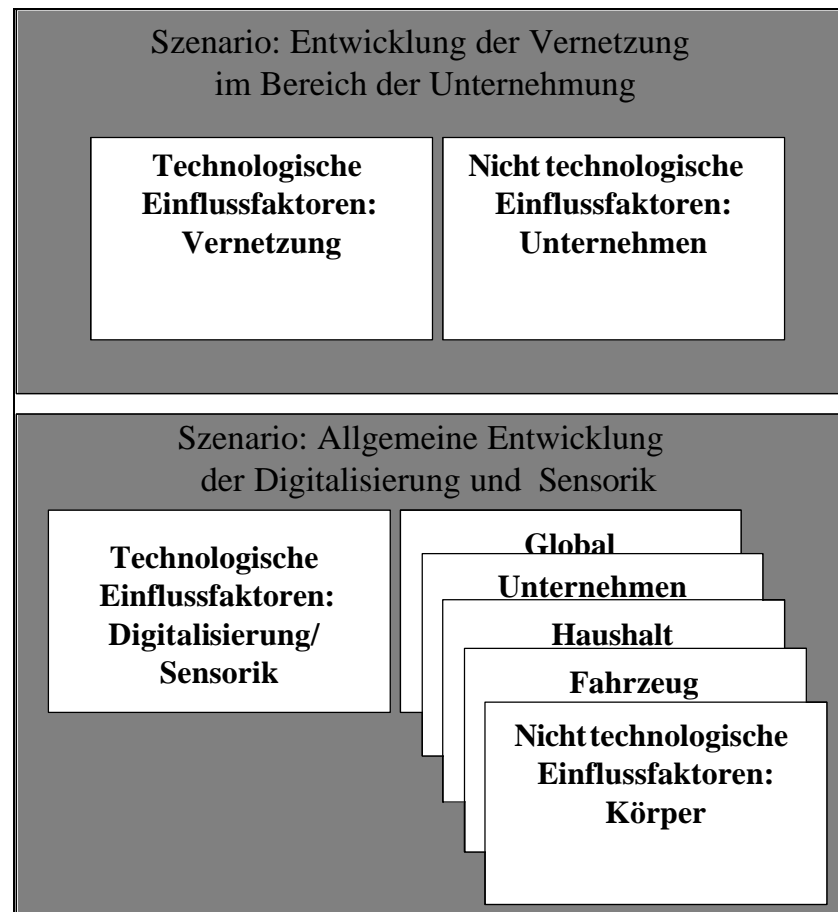 Szenario: Entwicklung der Vernetzung
im Bereich der Unternehmung
Technologische
Einflussfaktoren:
Vernetzung
Nicht technologische
Einflussfaktoren:
Unternehmen
Szenario: Allgemeine Entwicklung
der Digitalisierung und Sensorik
Technologische
Einflussfaktoren:
Digitalisierung/
Sensorik
Global
Unternehmen
Haushalt
Fahrzeug
Nicht technologische
Einflussfaktoren:
Körper